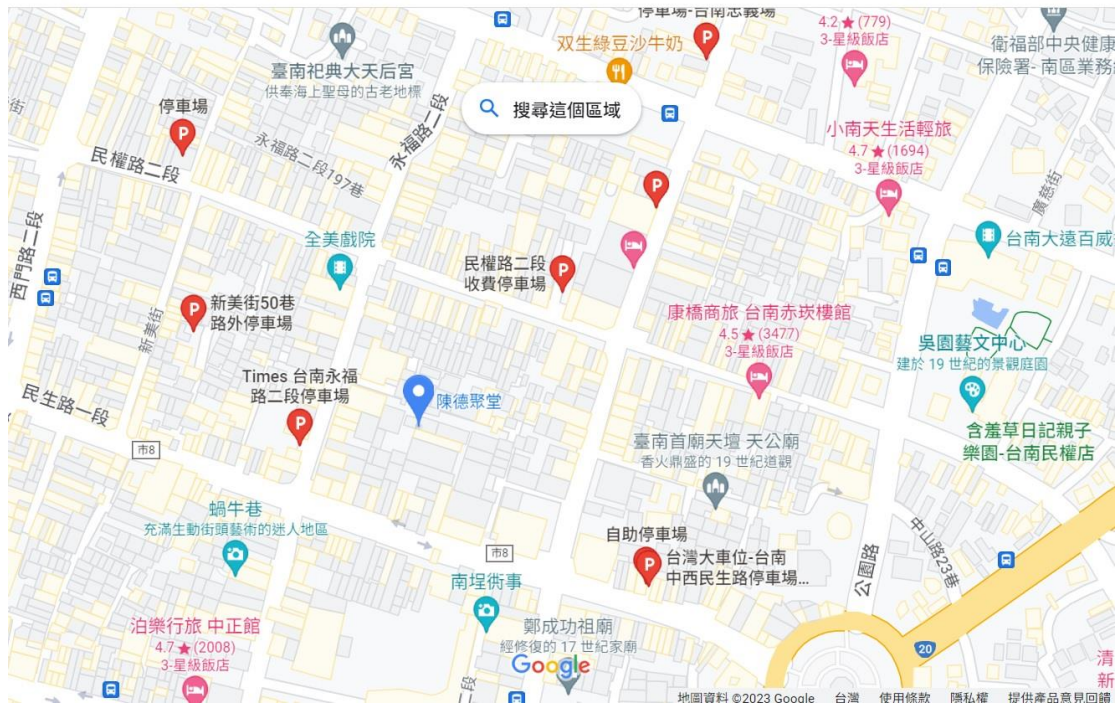 停車場-台南忠義場
4.2 ★ (779)
3-星級飯店
衛福部中央健康
保險署- 南區業務
双生綠豆沙牛奶
臺南祀典大天后宮
供奉海上聖母的古老地標
搜尋這個區域
停車場
永福路二段
永福路二段197巷
民權路二段
小南天生活輕旅
4.7 ★ (1694)
3-星級飯店
廣慈街
西門路二段
全美戲院
台南大遠百威
民權路二段
收費停車場
新美街50巷
路外停車場
新美街
康橋商旅 台南赤崁樓館
4.5 ★ (3477)
3-星級飯店
吳園藝文中心
建於 19 世紀的景觀庭園
Times 台南永福
路二段停車場
陳德聚堂
民生路一段
市8
含羞草日記親子
樂園-台南民權店
臺南首廟天壇 天公廟
香火鼎盛的 19 世紀道觀
蝸牛巷
充滿生動街頭藝術的迷人地區
市8
自助停車場
台灣大車位-台南
中西民生路停車場...
公園路
中山路23巷
南埕衖事
鄭成功祖廟
經修復的 17 世紀家廟
泊樂行旅 中正館
4.7 ★ (2008)
3-星級飯店
20
清
新
二段
Google
地圖資料 ©2023 Google
台灣
使用條款
隱私權
提供產品意見回饋